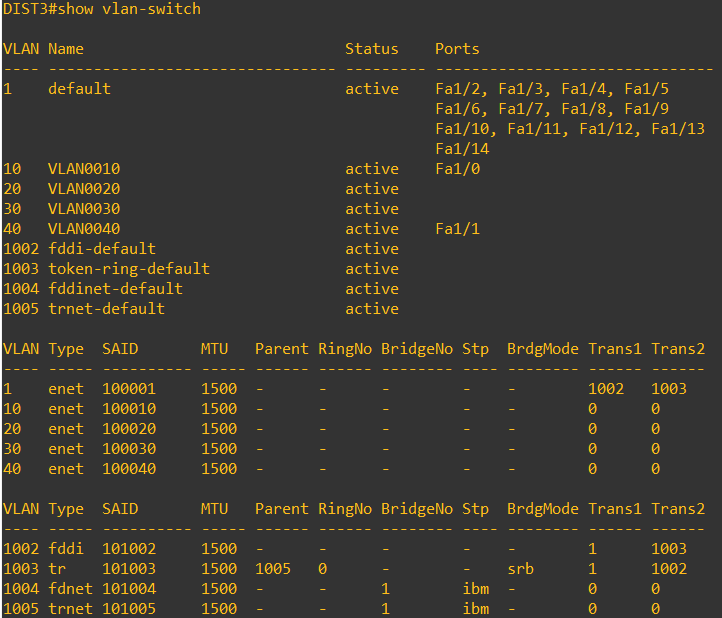 DIST3#show vlan-switch
VLAN Name                             Status    Ports
---- -------------------------------- --------- -------------------------------
1    default                          active    Fa1/2, Fa1/3, Fa1/4, Fa1/5
                                                Fa1/6, Fa1/7, Fa1/8, Fa1/9
                                                Fa1/10, Fa1/11, Fa1/12, Fa1/13
                                                Fa1/14
10   VLAN0010                         active    Fa1/0
20   VLAN0020                         active
30   VLAN0030                         active
40   VLAN0040                         active    Fa1/1
1002 fddi-default                     active
1003 token-ring-default               active
1004 fddinet-default                  active
1005 trnet-default                    active
VLAN Type  SAID       MTU   Parent RingNo BridgeNo Stp  BrdgMode Trans1 Trans2
---- ----- ---------- ----- ------ ------ -------- ---- -------- ------ ------
1    enet  100001     1500  -      -      -        -    -        1002   1003
10   enet  100010     1500  -      -      -        -    -        0      0
20   enet  100020     1500  -      -      -        -    -        0      0
30   enet  100030     1500  -      -      -        -    -        0      0
40   enet  100040     1500  -      -      -        -    -        0      0
VLAN Type  SAID       MTU   Parent RingNo BridgeNo Stp  BrdgMode Trans1 Trans2
---- ----- ---------- ----- ------ ------ -------- ---- -------- ------ ------
1002 fddi  101002     1500  -      -      -        -    -        1      1003
1003 tr    101003     1500  1005   0      -        -    srb      1      1002
1004 fdnet 101004     1500  -      -      1        ibm  -        0      0
1005 trnet 101005     1500  -      -      1        ibm  -        0      0